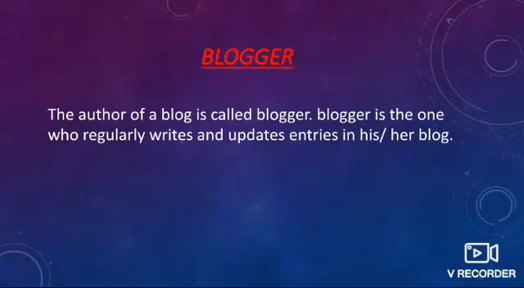 BLOGGER
The author of a blog is called blogger. blogger is the one
who regularly writes and updates entries in his/ her blog.
V RECORDER